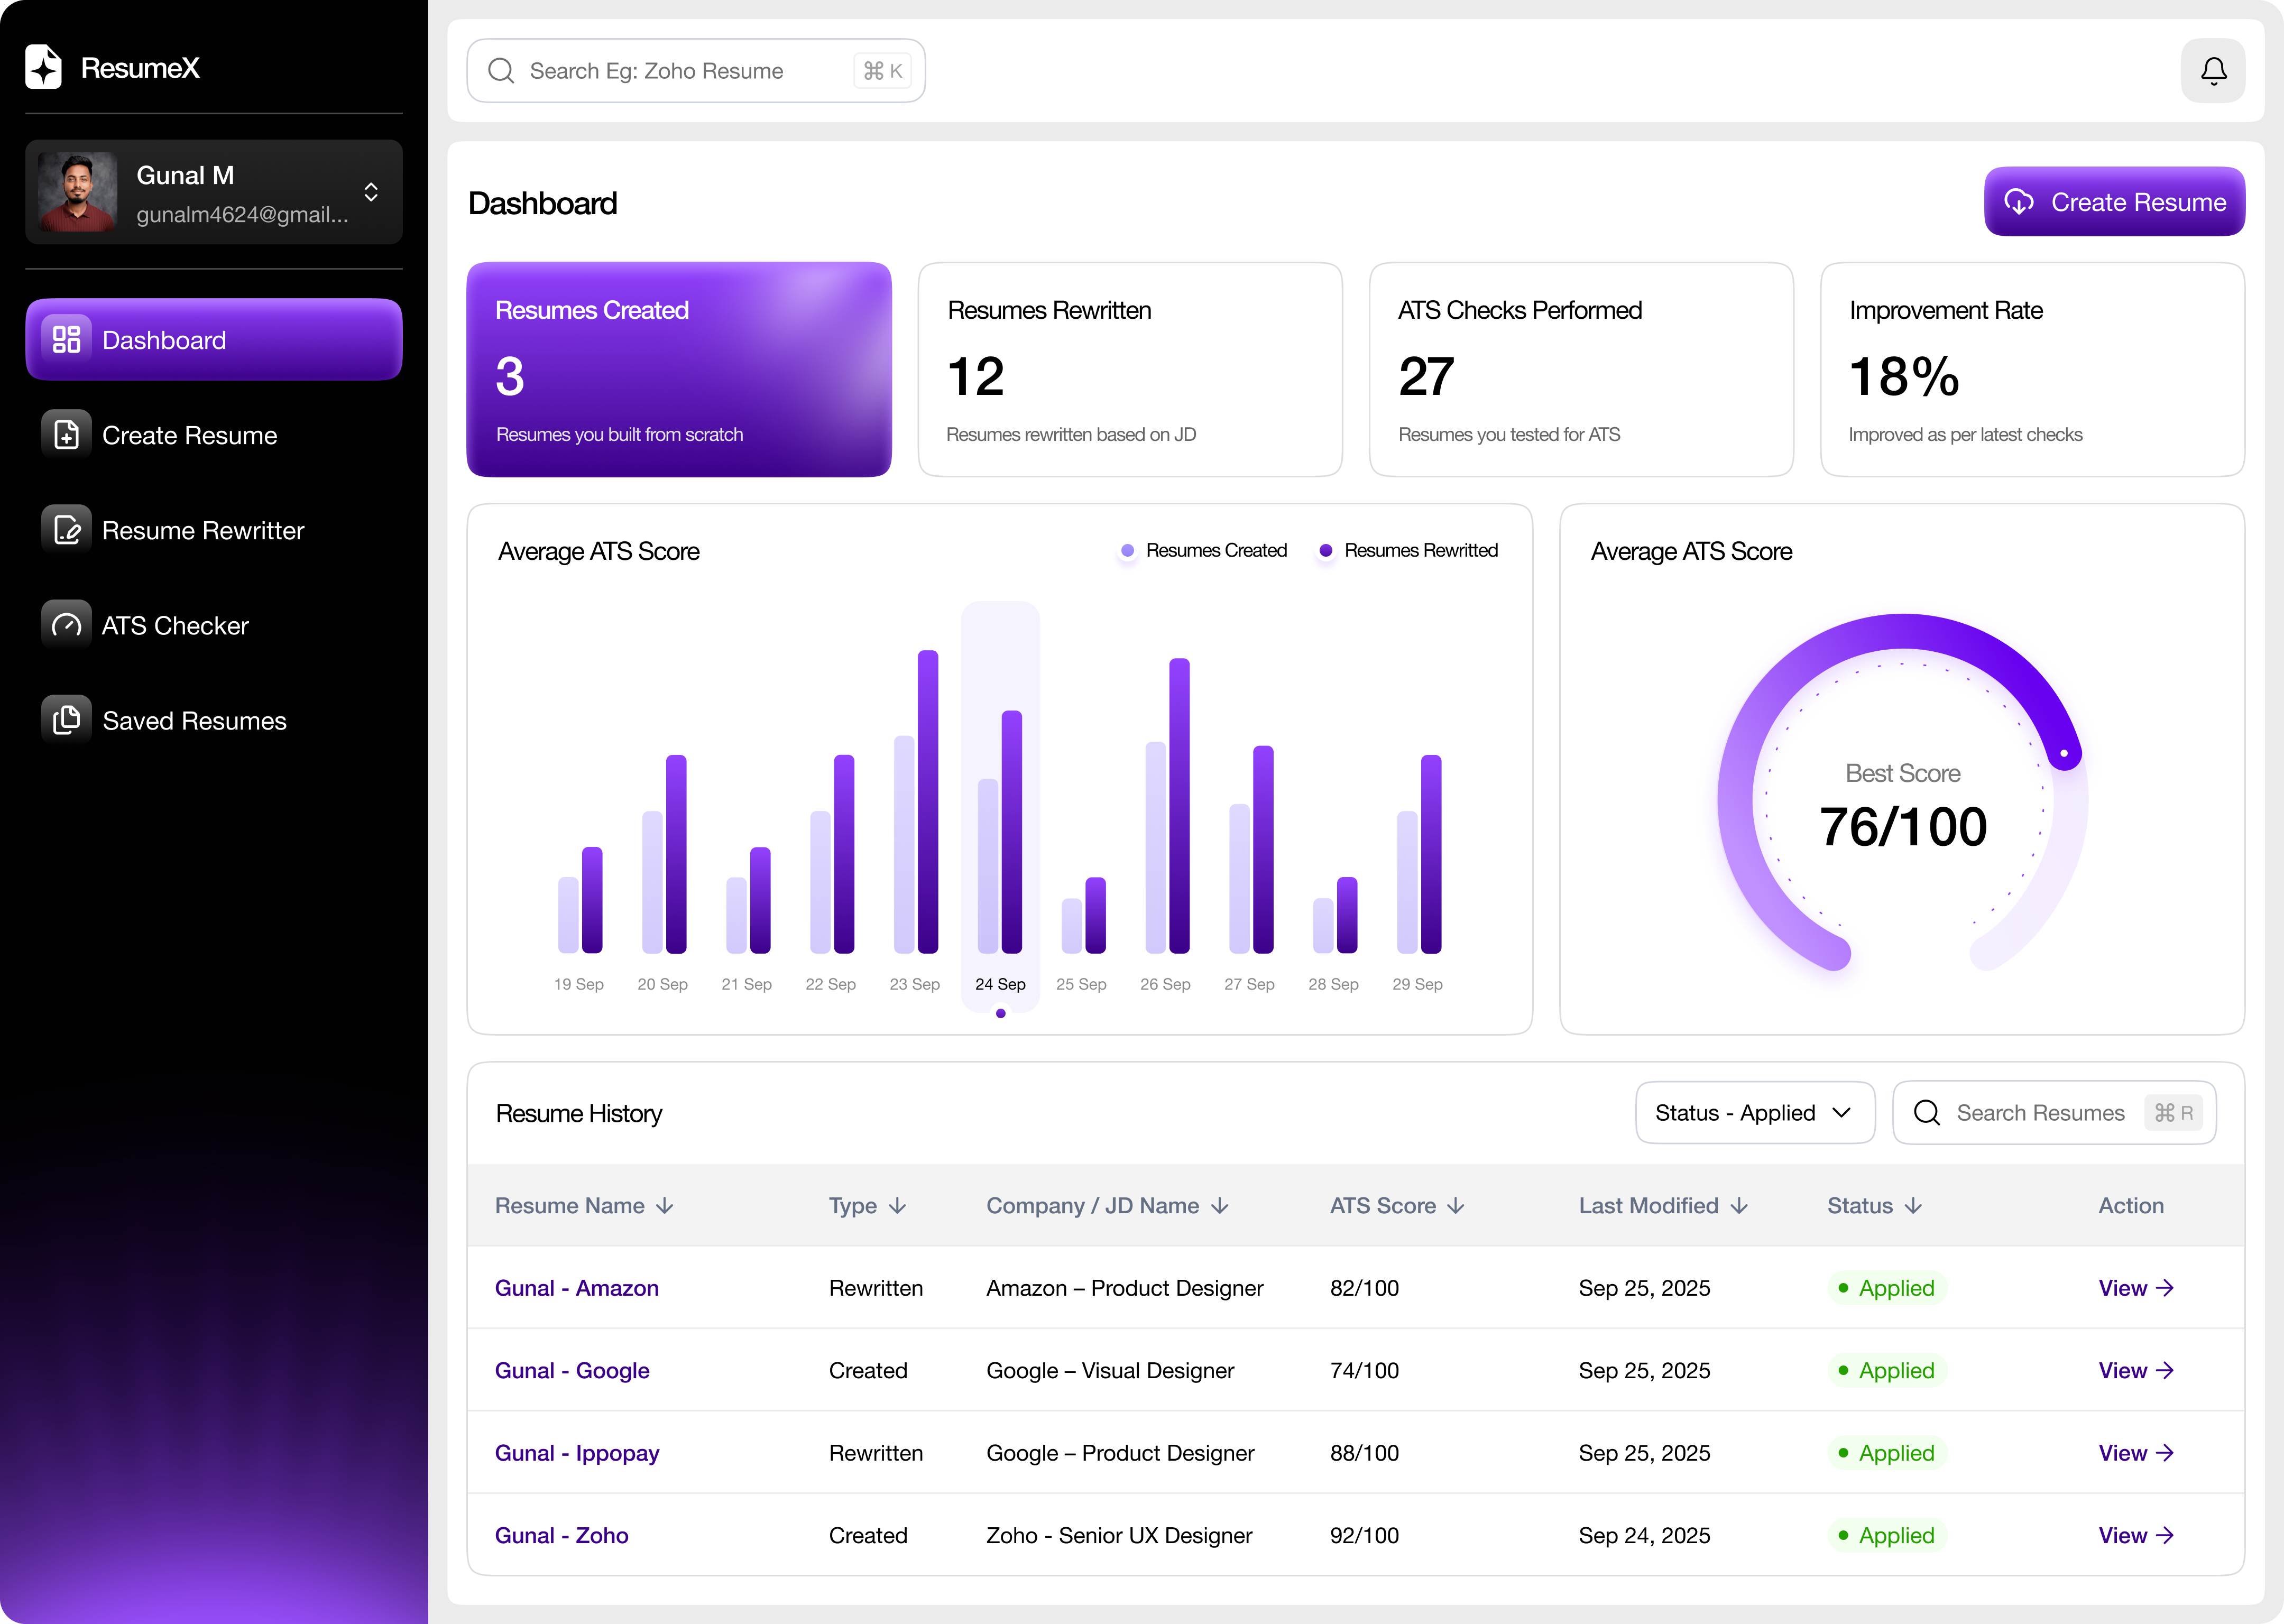 ResumeX
Gunal M
gunalm4624@gmail...
Dashboard
Create Resume
Resume Rewritter
ATS Checker
Saved Resumes
Search Eg: Zoho Resume ⌘ K
Dashboard
Create Resume
Resumes Created
3
Resumes you built from scratch
Resumes Rewritten
12
Resumes rewritten based on JD
ATS Checks Performed
27
Resumes you tested for ATS
Improvement Rate
18%
Improved as per latest checks
Average ATS Score
Resumes Created Resumes Rewritted
19 Sep 20 Sep 21 Sep 22 Sep 23 Sep 24 Sep 25 Sep 26 Sep 27 Sep 28 Sep 29 Sep
Average ATS Score
Best Score
76/100
Resume History
Status - Applied
Search Resumes ⌘ R
Resume Name Type Company / JD Name ATS Score Last Modified Status Action
Gunal - Amazon Rewritten Amazon – Product Designer 82/100 Sep 25, 2025 Applied View
Gunal - Google Created Google – Visual Designer 74/100 Sep 25, 2025 Applied View
Gunal - Ippopay Rewritten Google – Product Designer 88/100 Sep 25, 2025 Applied View
Gunal - Zoho Created Zoho - Senior UX Designer 92/100 Sep 24, 2025 Applied View